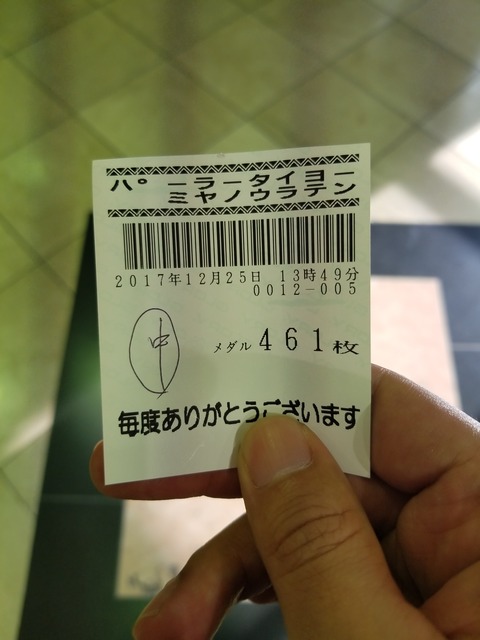 パーラータイヨー
ミヤノウラテン
2017年12月25日 13時49分
0012-005
中
メダル 461枚
毎度ありがとうございます